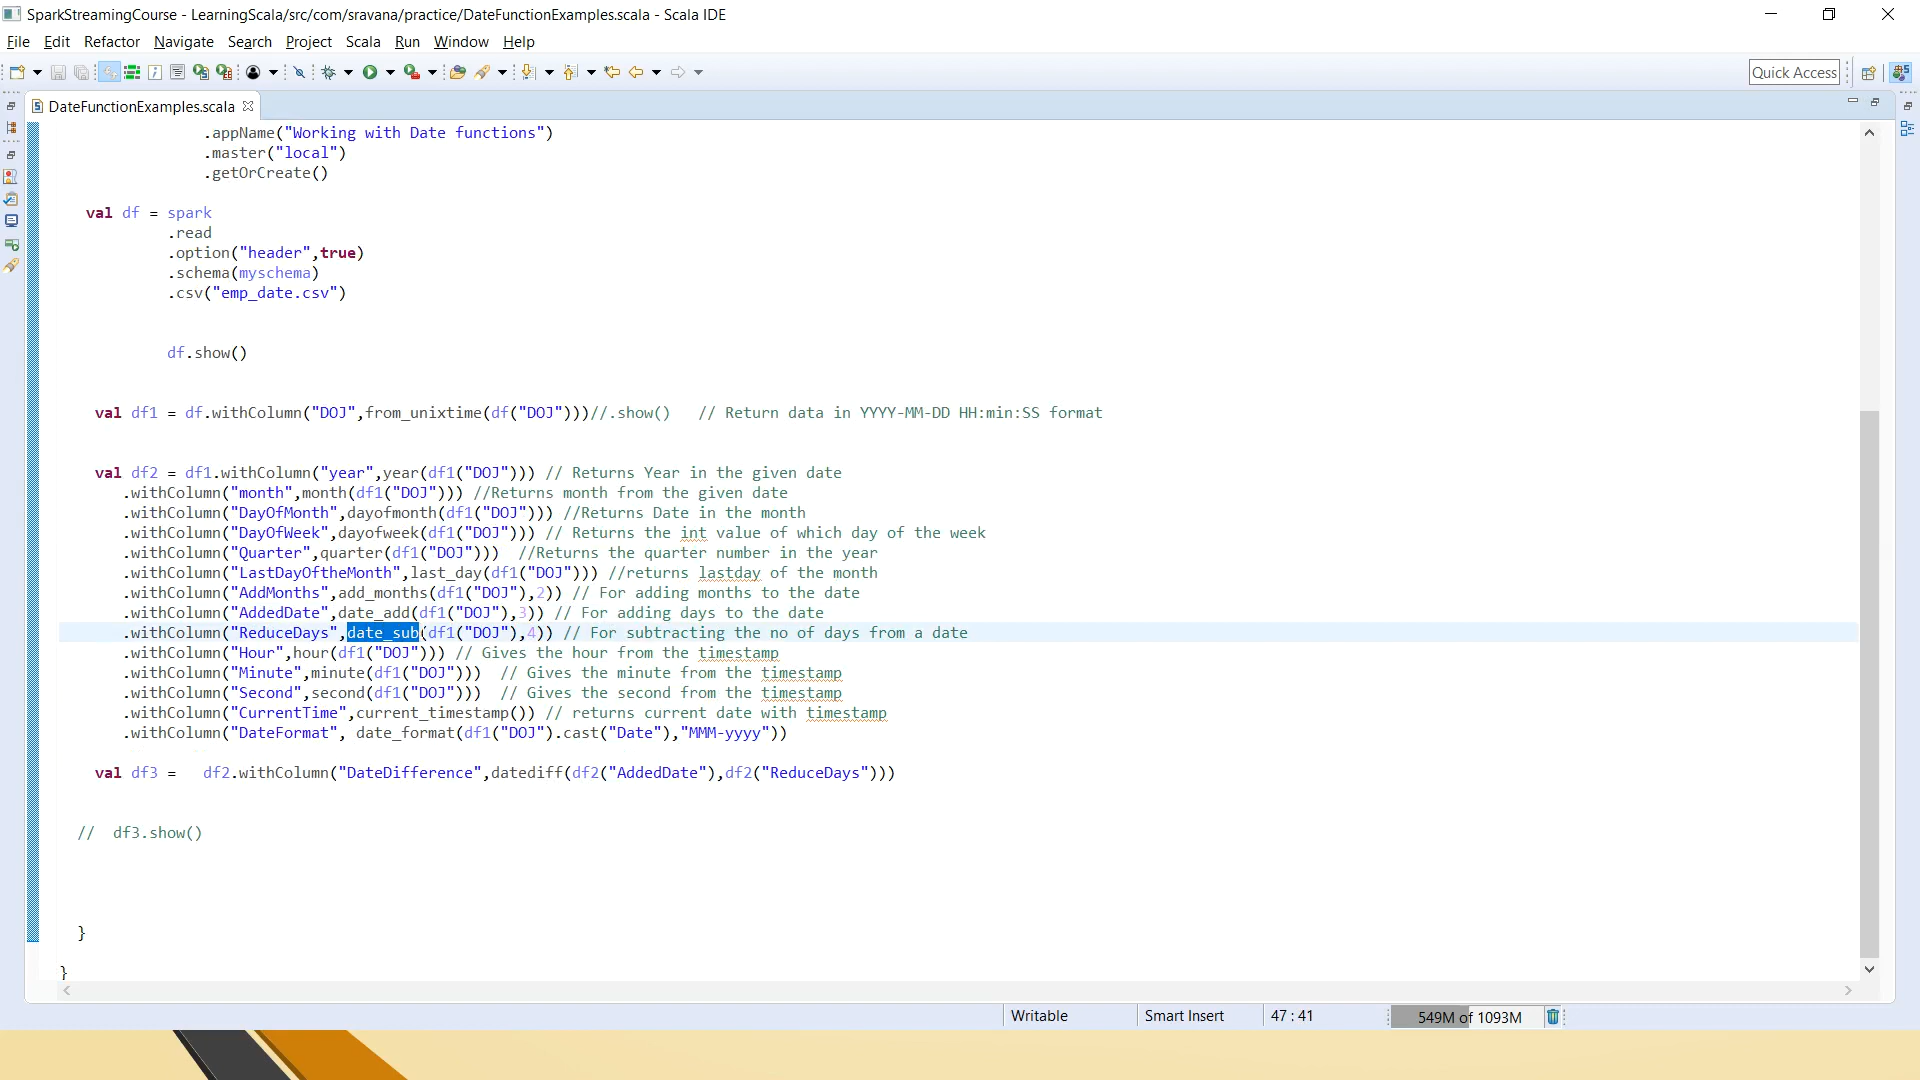 SparkStreamingCourse - LearningScala/src/com/sravana/practice/DateFunctionExamples.scala - Scala IDE
File Edit Refactor Navigate Search Project Scala Run Window Help
Quick Access
DateFunctionExamples.scala
.appName("Working with Date functions")
.master("local")
.getOrCreate()
val df = spark
.read
.option("header",true)
.schema(myschema)
.csv("emp_date.csv")
df.show()
val df1 = df.withColumn("DOJ",from_unixtime(df("DOJ")))//.show()   // Return data in YYYY-MM-DD HH:min:SS format
val df2 = df1.withColumn("year",year(df1("DOJ"))) // Returns Year in the given date
.withColumn("month",month(df1("DOJ"))) //Returns month from the given date
.withColumn("DayOfMonth",dayofmonth(df1("DOJ"))) //Returns Date in the month
.withColumn("DayOfWeek",dayofweek(df1("DOJ"))) // Returns the int value of which day of the week
.withColumn("Quarter",quarter(df1("DOJ")))  //Returns the quarter number in the year
.withColumn("LastDayOftheMonth",last_day(df1("DOJ"))) //returns lastday of the month
.withColumn("AddMonths",add_months(df1("DOJ"),2)) // For adding months to the date
.withColumn("AddedDate",date_add(df1("DOJ"),3)) // For adding days to the date
.withColumn("ReduceDays",date_sub(df1("DOJ"),4)) // For subtracting the no of days from a date
.withColumn("Hour",hour(df1("DOJ"))) // Gives the hour from the timestamp
.withColumn("Minute",minute(df1("DOJ")))  // Gives the minute from the timestamp
.withColumn("Second",second(df1("DOJ")))  // Gives the second from the timestamp
.withColumn("CurrentTime",current_timestamp()) // returns current date with timestamp
.withColumn("DateFormat", date_format(df1("DOJ").cast("Date"),"MMM-yyyy"))
val df3 =   df2.withColumn("DateDifference",datediff(df2("AddedDate"),df2("ReduceDays")))
//  df3.show()
}
}
Writable Smart Insert 47 : 41 549M of 1093M